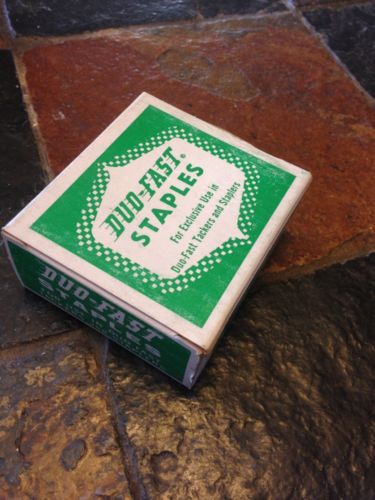 DUO-FAST®
STAPLES
For Exclusive Use in
Duo-Fast Tackers and Staplers
DUO-FAST
STAPLES